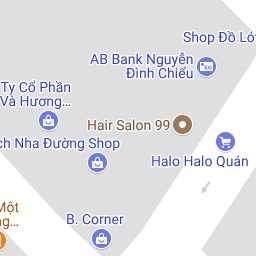 Shop Đồ Ló
AB Bank Nguyễn
Đình Chiểu
Ty Cổ Phần
Và Hương...
Hair Salon 99
ch Nha Đường Shop
Halo Halo Quán
Một
ng...
B. Corner